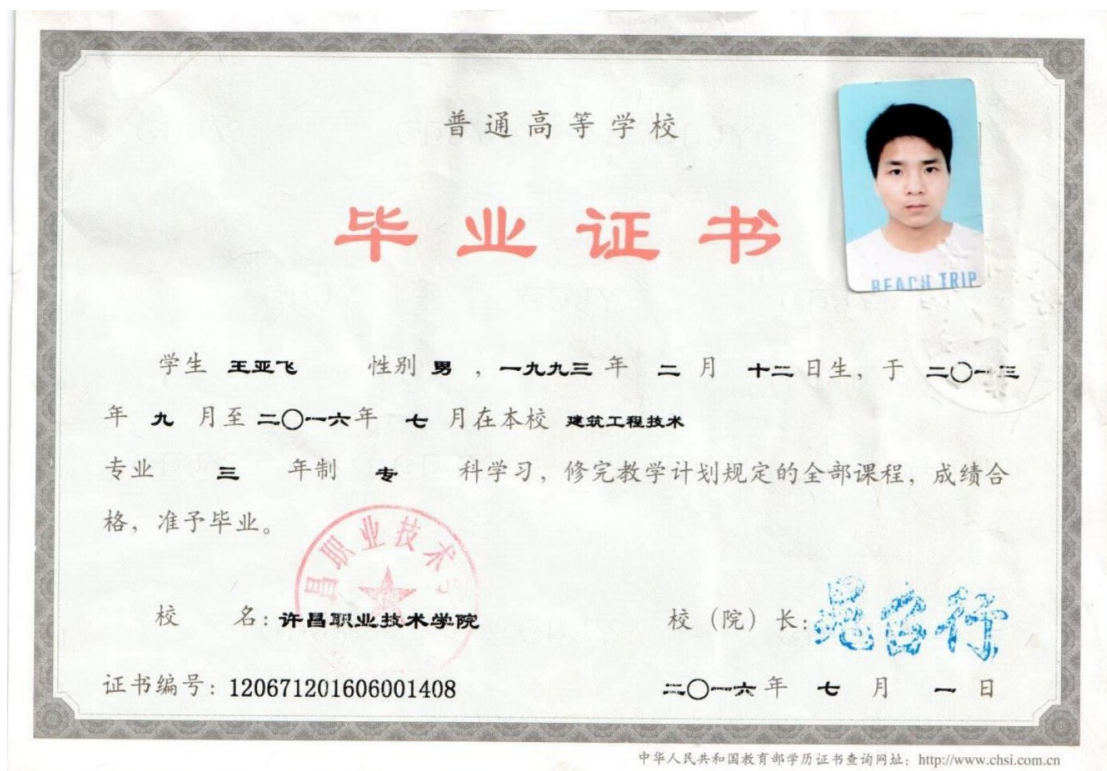 普通高等学校
毕业证书
BEACH TRIP
学生 王亚飞 性别 男 ，一九九三 年 二 月 十二 日生，于 二〇一三
年 九 月至 二〇一六年 七 月在本校 建筑工程技术
专业 三 年制 专 科学习，修完教学计划规定的全部课程，成绩合
格，准予毕业。
昌职业技术
校 名：许昌职业技术学院 校（院）长：
证书编号：120671201606001408 二〇一六 年 七 月 一 日
中华人民共和国教育部学历证书查询网址：http://www.chsi.com.cn